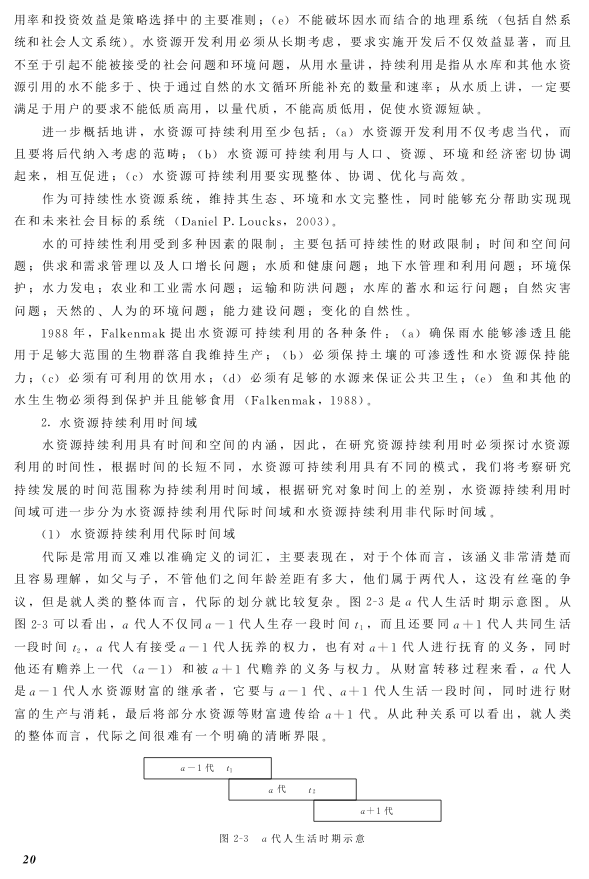 用率和投资效益是策略选择中的主要准则；(e) 不能破坏因水而结合的地理系统（包括自然系
统和社会人文系统）。水资源开发利用必须从长期考虑，要求实施开发后不仅效益显著，而且
不至于引起不能被接受的社会问题和环境问题，从用水量讲，持续利用是指从水库和其他水资
源引用的水不能多于、快于通过自然的水文循环所能补充的数量和速率；从水质上讲，一定要
满足于用户的要求不能低质高用，以量代质，不能高质低用，促使水资源短缺。
进一步概括地讲，水资源可持续利用至少包括：(a) 水资源开发利用不仅考虑当代，而
且要将后代纳入考虑的范畴；(b) 水资源可持续利用与人口、资源、环境和经济密切协调
起来，相互促进；(c) 水资源可持续利用要实现整体、协调、优化与高效。
作为可持续性水资源系统，维持其生态、环境和水文完整性，同时能够充分帮助实现现
在和未来社会目标的系统（Daniel P. Loucks，2003）。
水的可持续性利用受到多种因素的限制：主要包括可持续性的财政限制；时间和空间问
题；供求和需求管理以及人口增长问题；水质和健康问题；地下水管理和利用问题；环境保
护；水力发电；农业和工业需水问题；运输和防洪问题；水库的蓄水和运行问题；自然灾害
问题；天然的、人为的环境问题；能力建设问题；变化的自然性。
1988 年，Falkenmak 提出水资源可持续利用的各种条件：(a) 确保雨水能够渗透且能
用于足够大范围的生物群落自我维持生产；(b) 必须保持土壤的可渗透性和水资源保持能
力；(c) 必须有可利用的饮用水；(d) 必须有足够的水源来保证公共卫生；(e) 鱼和其他的
水生生物必须得到保护并且能够食用（Falkenmak，1988）。
2. 水资源持续利用时间域
水资源持续利用具有时间和空间的内涵，因此，在研究资源持续利用时必须探讨水资源
利用的时间性，根据时间的长短不同，水资源可持续利用具有不同的模式，我们将考察研究
持续发展的时间范围称为持续利用时间域，根据研究对象时间上的差别，水资源持续利用时
间域可进一步分为水资源持续利用代际时间域和水资源持续利用非代际时间域。
(1) 水资源持续利用代际时间域
代际是常用而又难以准确定义的词汇，主要表现在，对于个体而言，该涵义非常清楚而
且容易理解，如父与子，不管他们之间年龄差距有多大，他们属于两代人，这没有丝毫的争
议，但是就人类的整体而言，代际的划分就比较复杂。图 2-3 是 a 代人生活时期示意图。从
图 2-3 可以看出，a 代人不仅同 a－1 代人生存一段时间 t₁，而且还要同 a＋1 代人共同生活
一段时间 t₂，a 代人有接受 a－1 代人抚养的权力，也有对 a＋1 代人进行抚育的义务，同时
他还有赡养上一代（a－1）和被 a＋1 代赡养的义务与权力。从财富转移过程来看，a 代人
是 a－1 代人水资源财富的继承者，它要与 a－1 代、a＋1 代人生活一段时间，同时进行财
富的生产与消耗，最后将部分水资源等财富遗传给 a＋1 代。从此种关系可以看出，就人类
的整体而言，代际之间很难有一个明确的清晰界限。
a－1 代 t₁
a 代 t₂
a＋1 代
图 2-3 a 代人生活时期示意
20